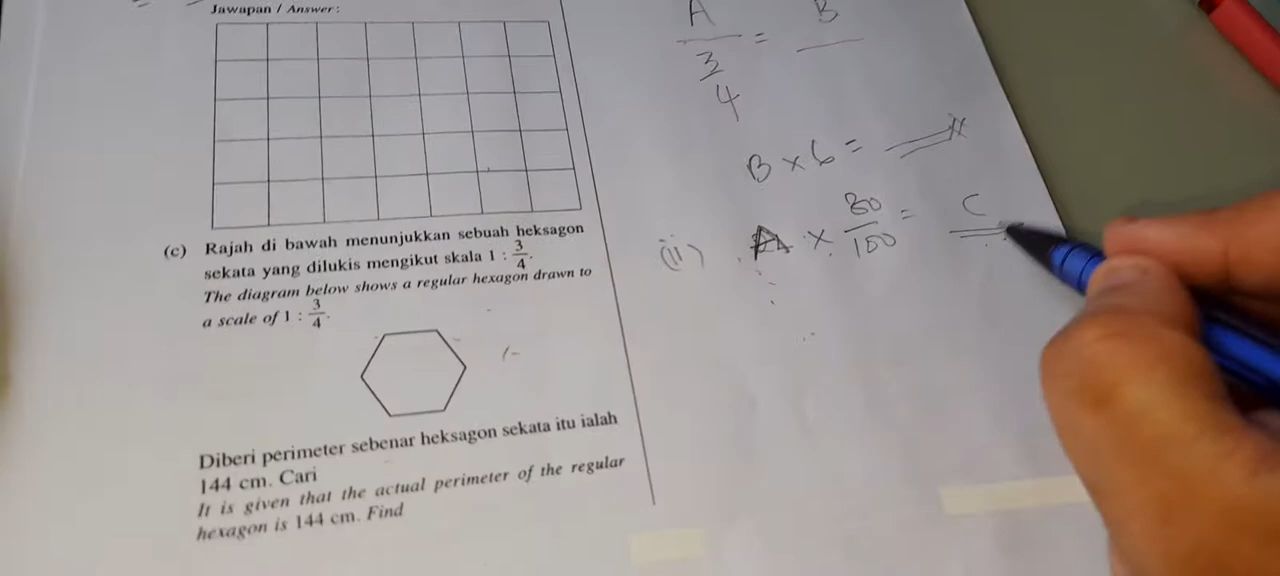 Jawapan / Answer:
(c) Rajah di bawah menunjukkan sebuah heksagon
sekata yang dilukis mengikut skala 1 : 3/4.
The diagram below shows a regular hexagon drawn to
a scale of 1 : 3/4.
Diberi perimeter sebenar heksagon sekata itu ialah
144 cm. Cari
It is given that the actual perimeter of the regular
hexagon is 144 cm. Find
A/(3/4) = B/
B × 6 =
(ii) A × 80/100 = C